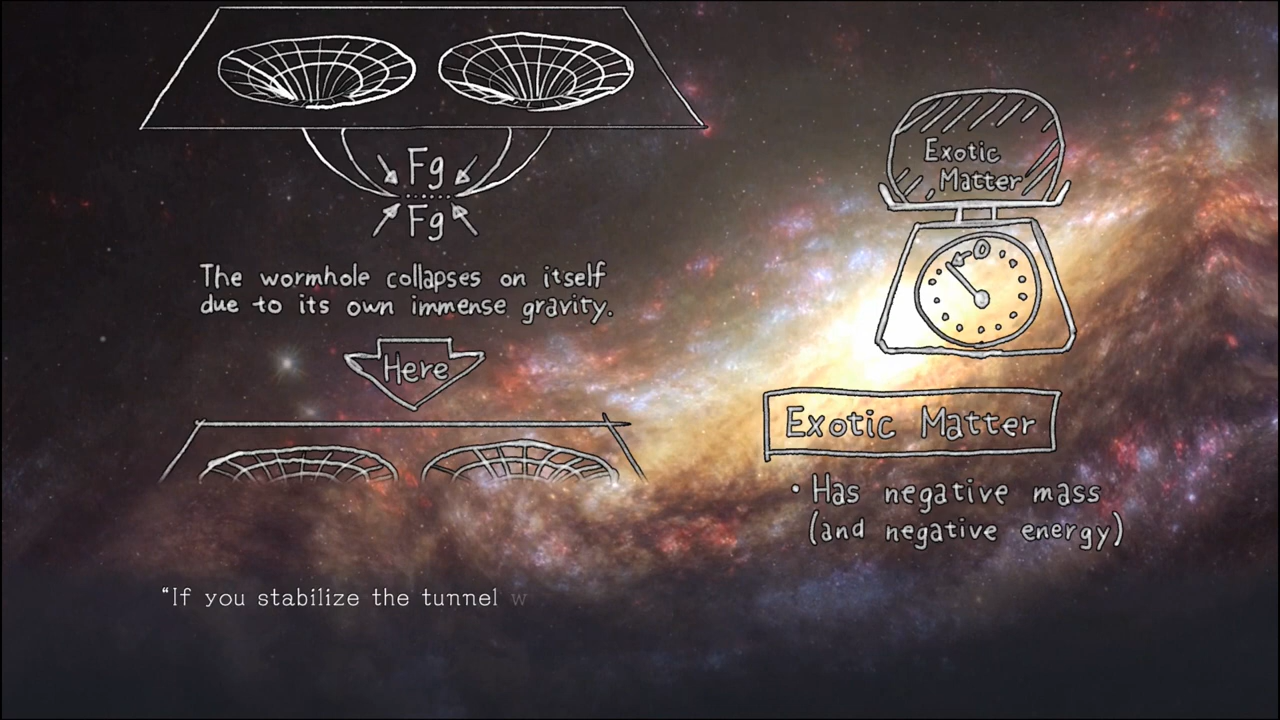 Fg
Fg
The wormhole collapses on itself
due to its own immense gravity.
Here
Exotic
Matter
0
Exotic Matter
• Has negative mass
(and negative energy)
“If you stabilize the tunnel w